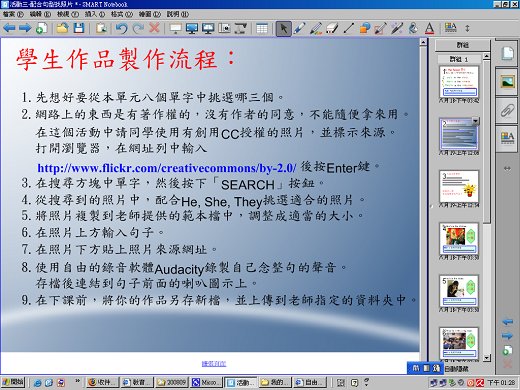 活動三-配合句型找照片 * - SMART Notebook
檔案(F) 編輯(E) 檢視(V) 插入(I) 格式(O) 繪圖(D) 說明(H)
學生作品製作流程：
1. 先想好要從本單元八個單字中挑選哪三個。
2. 網路上的東西是有著作權的，沒有作者的同意，不能隨便拿來用。
在這個活動中請同學使用有創用CC授權的照片，並標示來源。
打開瀏覽器，在網址列中輸入
http://www.flickr.com/creativecommons/by-2.0/ 後按Enter鍵。
3. 在搜尋方塊中單字，然後按下「SEARCH」按鈕。
4. 從搜尋到的照片中，配合He, She, They挑選適合的照片。
5. 將照片複製到老師提供的範本檔中，調整成適當的大小。
6. 在照片上方輸入句子。
7. 在照片下方貼上照片來源網址。
8. 使用自由的錄音軟體Audacity錄製自己念整句的聲音。
存檔後連結到句子前面的喇叭圖示上。
9. 在下課前，將你的作品另存新檔，並上傳到老師指定的資料夾中。
群組
群組 1
自動隱藏
開始
收件...
教育...
200809
Micro...
活動...
我的...
自由...
下午 01:28